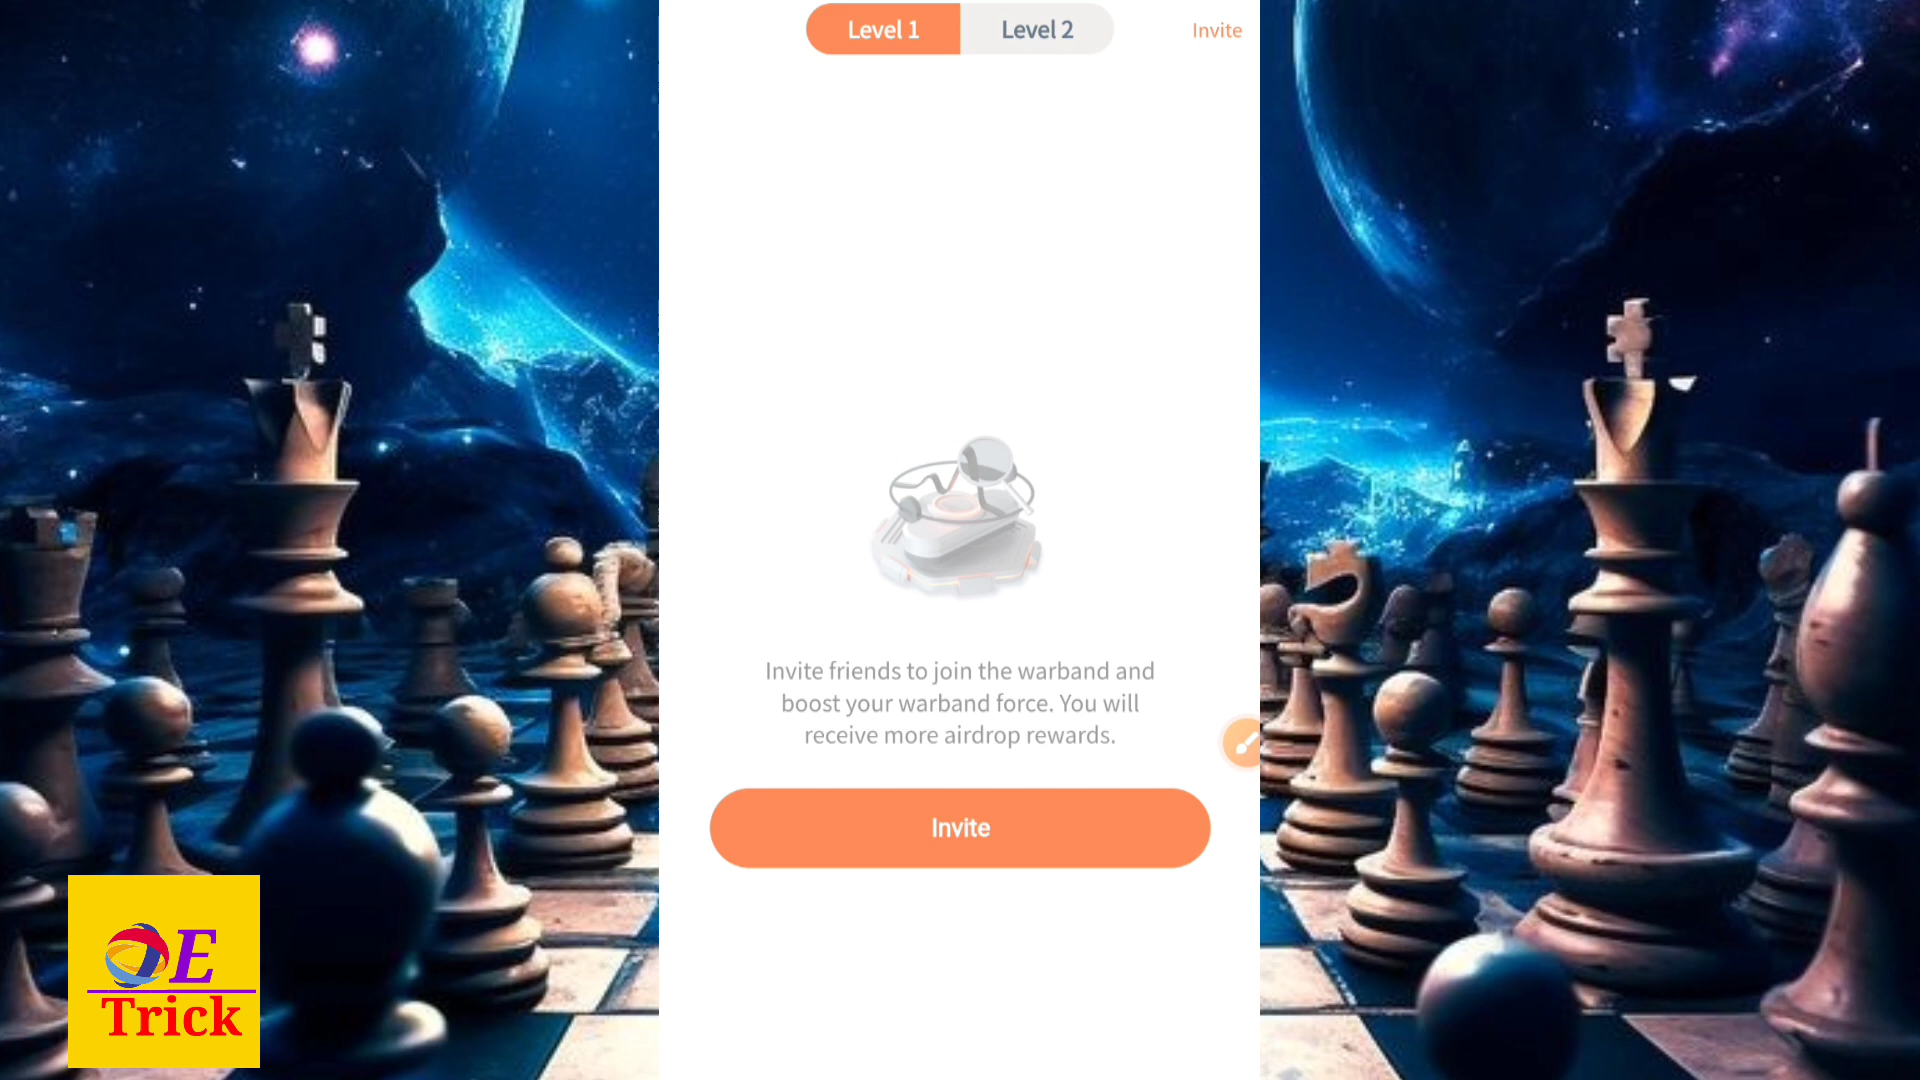 Level 1
Level 2
Invite
Invite friends to join the warband and
boost your warband force. You will
receive more airdrop rewards.
Invite
OE
Trick